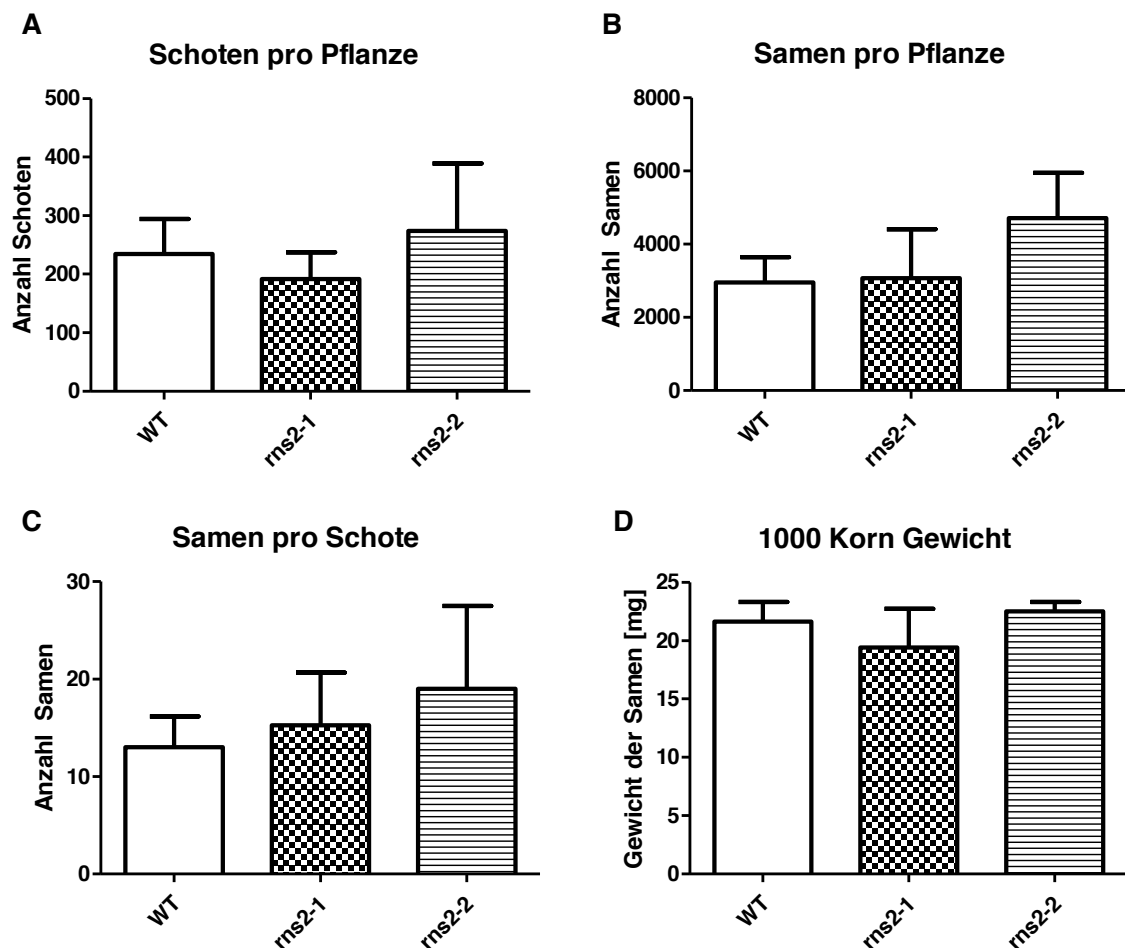 A
Schoten pro Pflanze
Anzahl Schoten
500
400
300
200
100
0
WT
rns2-1
rns2-2
B
Samen pro Pflanze
Anzahl Samen
8000
6000
4000
2000
0
WT
rns2-1
rns2-2
C
Samen pro Schote
Anzahl Samen
30
20
10
0
WT
rns2-1
rns2-2
D
1000 Korn Gewicht
Gewicht der Samen [mg]
25
20
15
10
5
0
WT
rns2-1
rns2-2